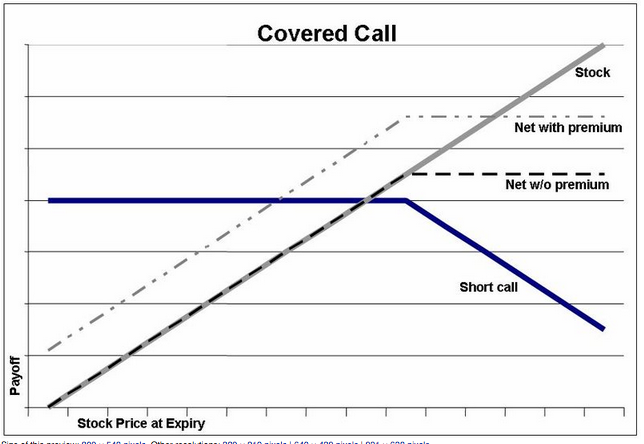 Covered Call
Stock
Net with premium
Net w/o premium
Short call
Payoff
Stock Price at Expiry